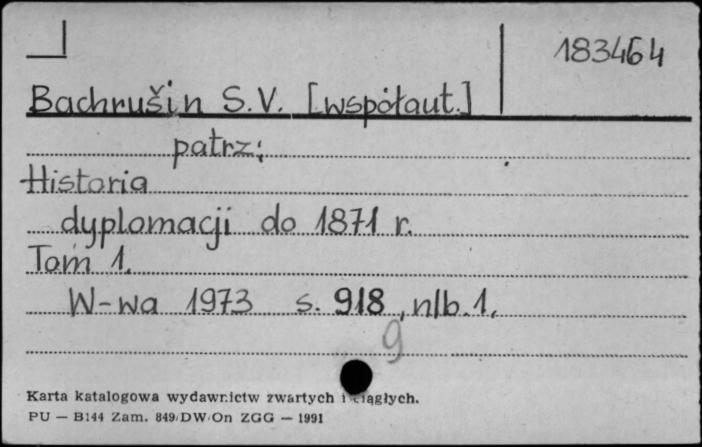 183464
Bachrušin S.V. [współaut.]
patrz:
Historia
dyplomacji do 1871 r.
Tom 1.
W-wa 1973 s. 918, nlb. 1.
9
Karta katalogowa wydawnictw zwartych i ciągłych.
PU — B144 Zam. 849/DW/On ZGG — 1991